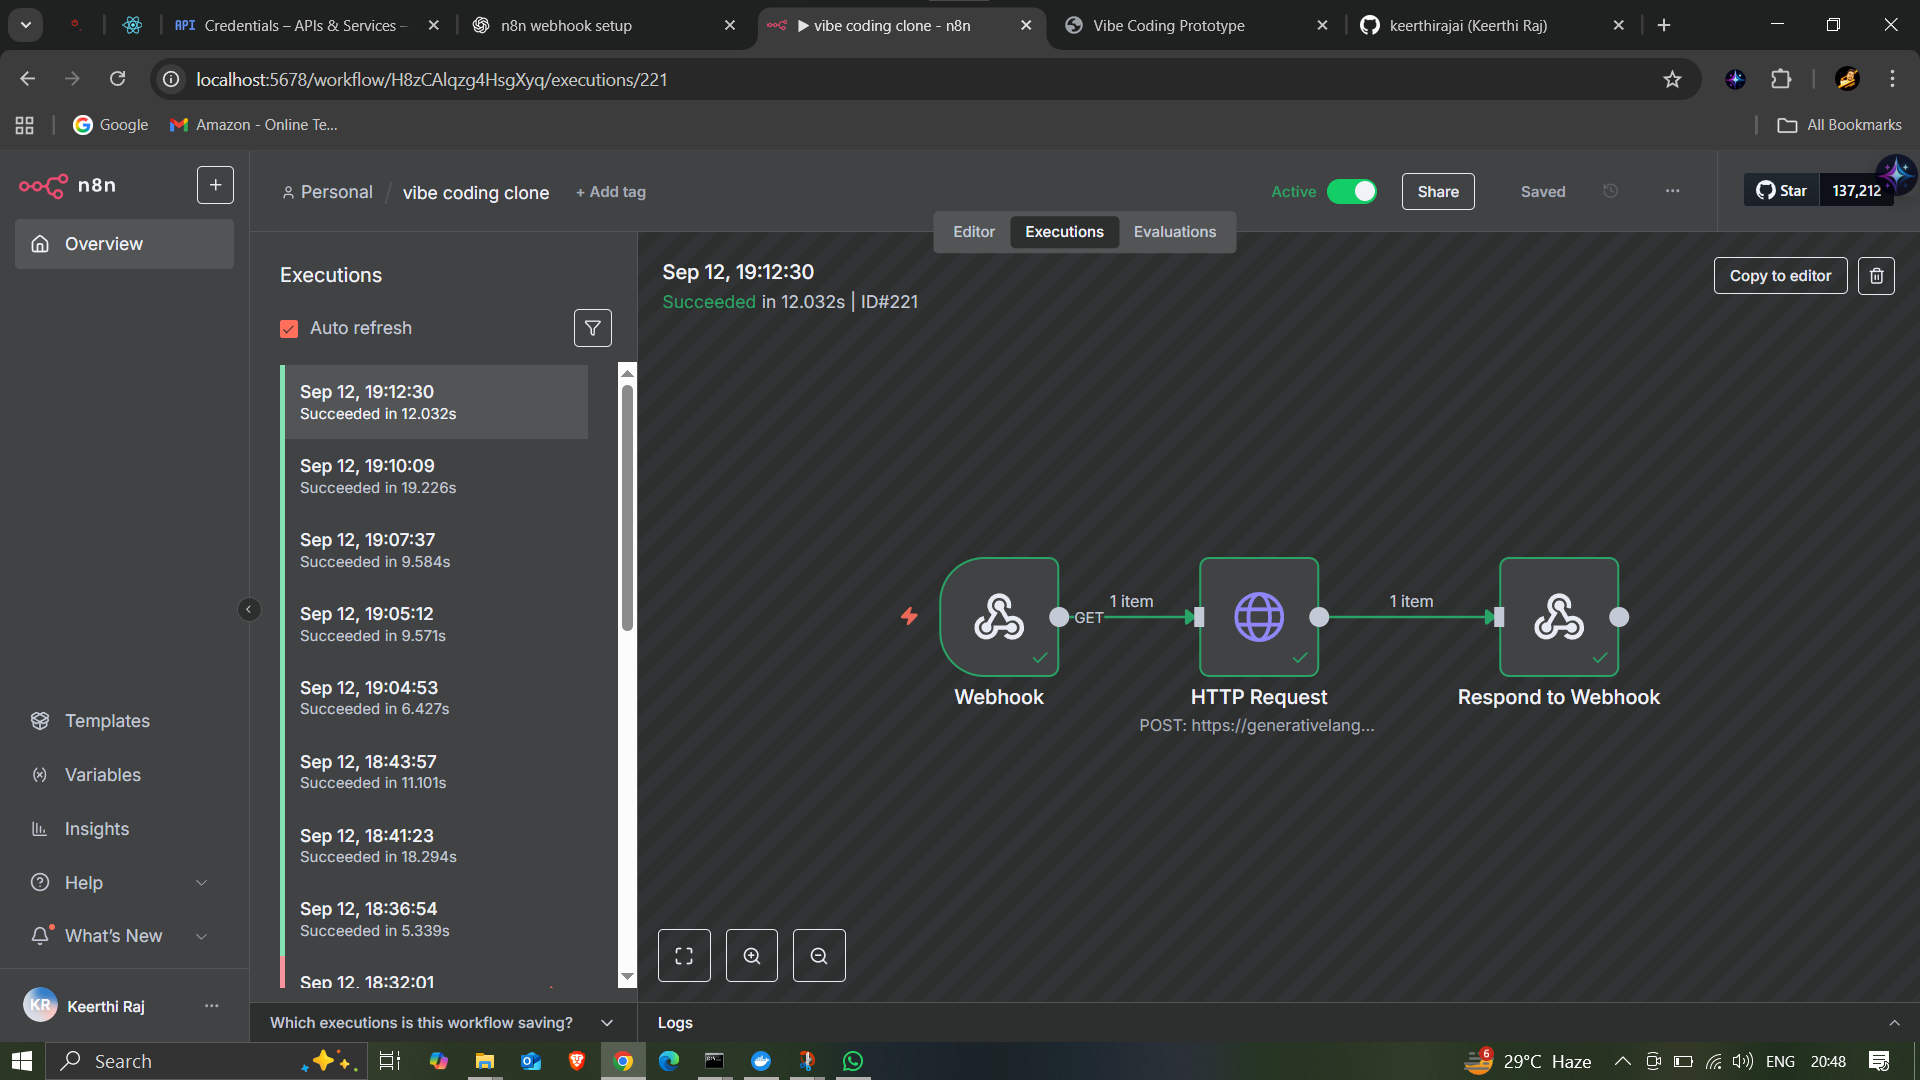 API Credentials – APIs & Services –
n8n webhook setup
▶ vibe coding clone - n8n
Vibe Coding Prototype
keerthirajai (Keerthi Raj)
localhost:5678/workflow/H8zCAlqzg4HsgXyq/executions/221
Google
Amazon - Online Te...
All Bookmarks
n8n
+
Personal / vibe coding clone + Add tag
Active
Share
Saved
...
Star 137,212
Editor Executions Evaluations
Overview
Templates
Variables
Insights
Help
What's New
KR Keerthi Raj ...
Executions
Auto refresh
Sep 12, 19:12:30
Succeeded in 12.032s
Sep 12, 19:10:09
Succeeded in 19.226s
Sep 12, 19:07:37
Succeeded in 9.584s
Sep 12, 19:05:12
Succeeded in 9.571s
Sep 12, 19:04:53
Succeeded in 6.427s
Sep 12, 18:43:57
Succeeded in 11.101s
Sep 12, 18:41:23
Succeeded in 18.294s
Sep 12, 18:36:54
Succeeded in 5.339s
Sep 12, 18:32:01
Which executions is this workflow saving?
Sep 12, 19:12:30
Succeeded in 12.032s | ID#221
Copy to editor
GET
1 item
1 item
Webhook
HTTP Request
POST: https://generativelang...
Respond to Webhook
Logs
Search
6
29°C Haze
ENG
20:48